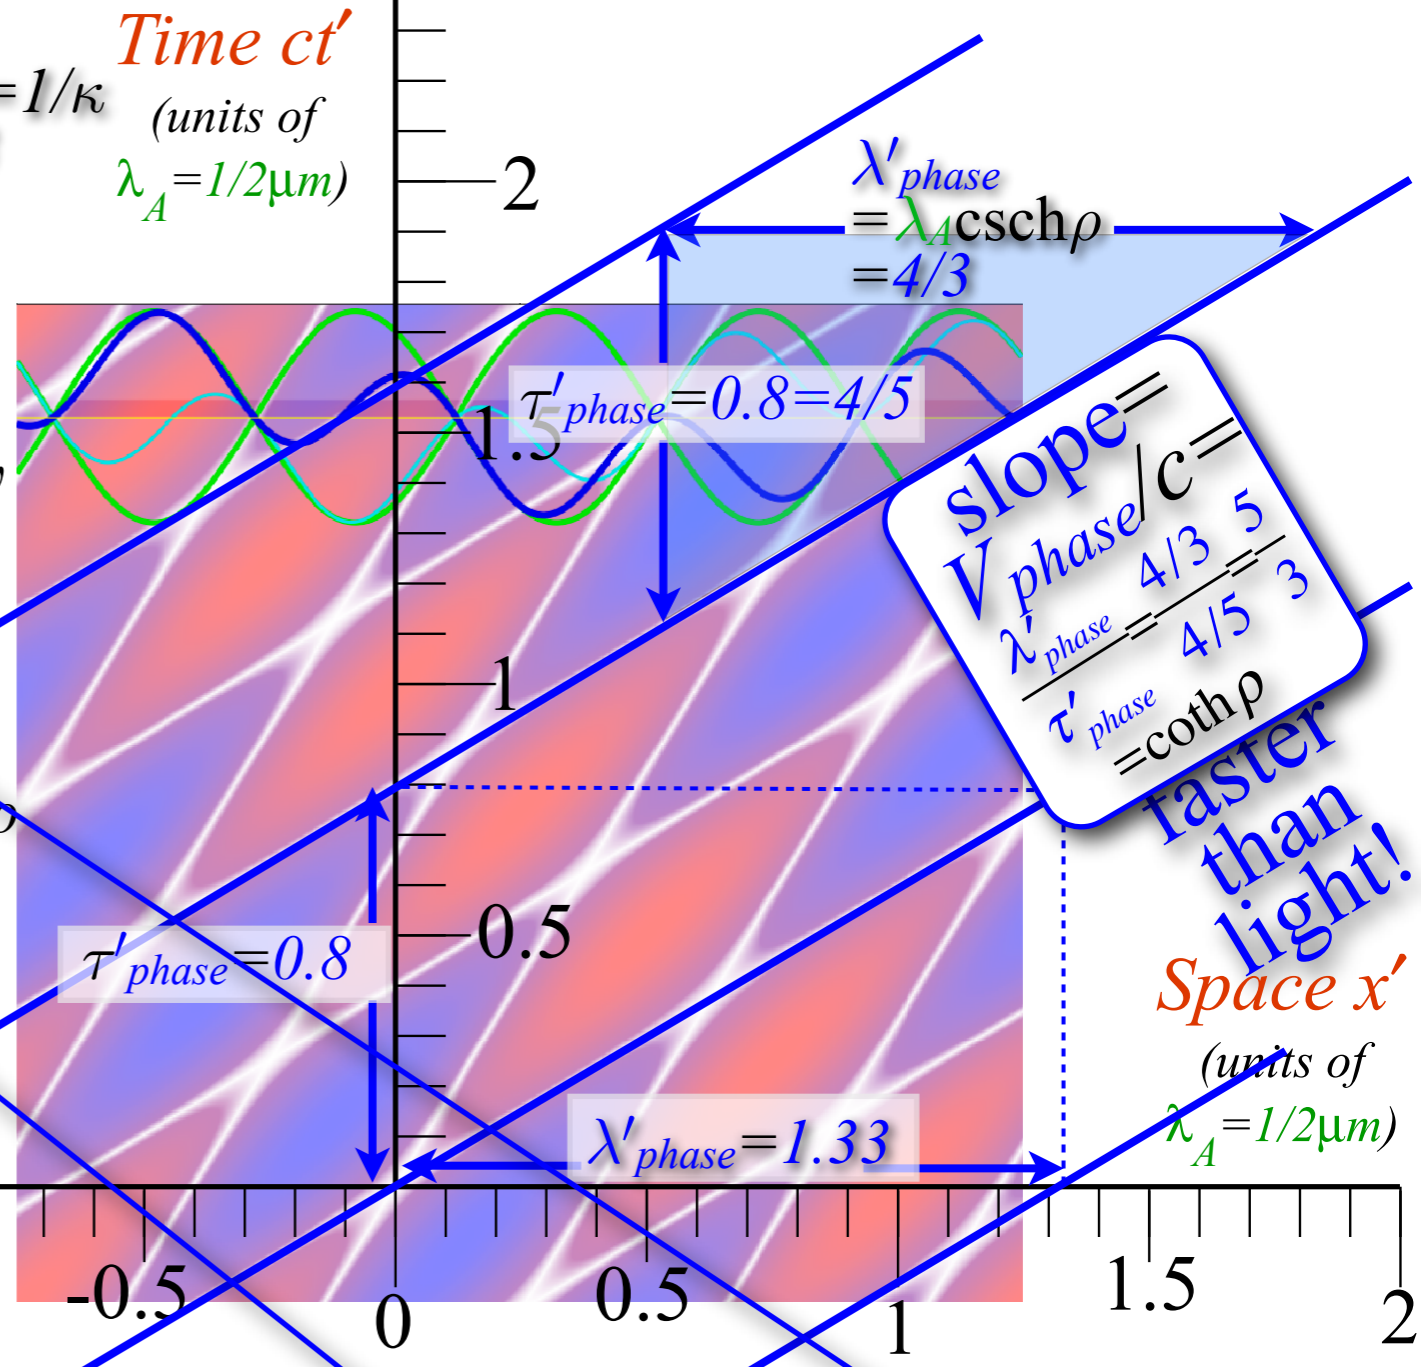 Time ct′
=1/κ
(units of
λA=1/2μm)
2
λ′phase
=λAcschρ
=4/3
τ′phase=0.8=4/5
1.5
slope=
Vphase/c=
λ′phase = 4/3 = 5
τ′phase 4/5 3
=cothρ
1
faster
than
light!
0.5
τ′phase=0.8
Space x′
(units of
λA=1/2μm)
λ′phase=1.33
-0.5
0
0.5
1
1.5
2